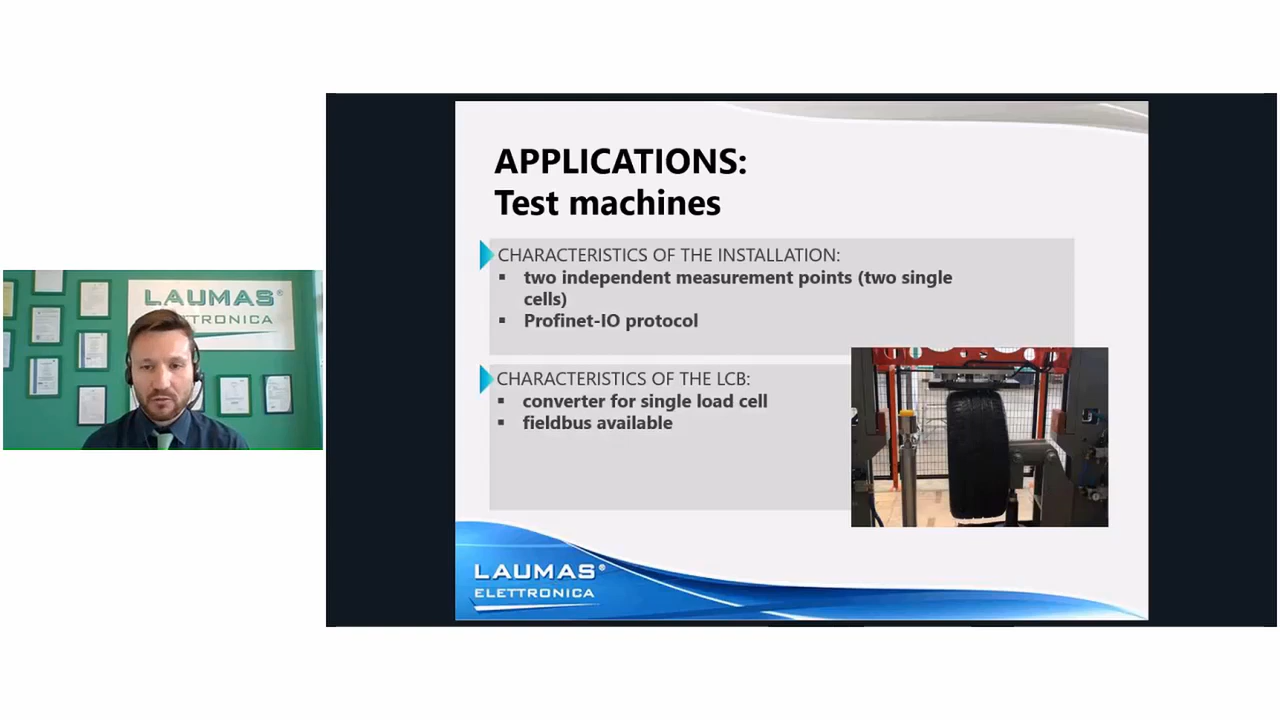 LAUMAS®
ELETTRONICA
APPLICATIONS:
Test machines
CHARACTERISTICS OF THE INSTALLATION:
▪ two independent measurement points (two single
cells)
▪ Profinet-IO protocol
CHARACTERISTICS OF THE LCB:
▪ converter for single load cell
▪ fieldbus available
LAUMAS®
ELETTRONICA